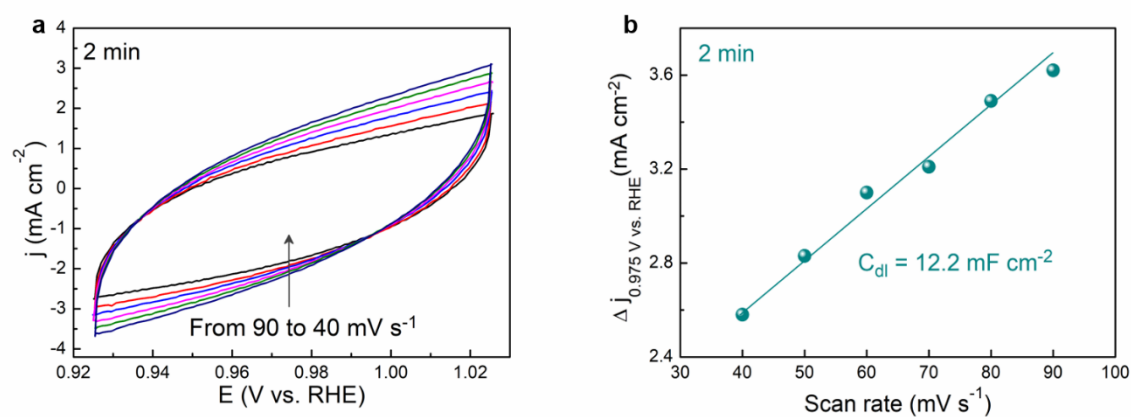 a
2 min
j (mA cm⁻²)
4
3
2
1
0
-1
-2
-3
-4
From 90 to 40 mV s⁻¹
0.92 0.94 0.96 0.98 1.00 1.02
E (V vs. RHE)
b
2 min
Δ j₀.₉₇₅ V vs. RHE(mA cm⁻²)
3.6
3.2
2.8
2.4
C_dl = 12.2 mF cm⁻²
30 40 50 60 70 80 90 100
Scan rate (mV s⁻¹)